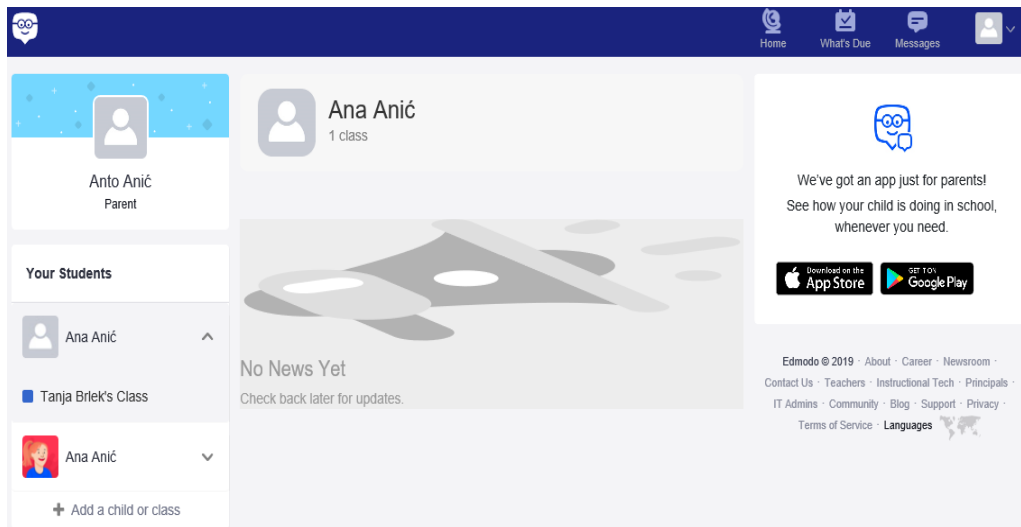 Home
What's Due
Messages
Anto Anić
Parent
Your Students
Ana Anić
Tanja Brlek's Class
Ana Anić
Add a child or class
Ana Anić
1 class
No News Yet
Check back later for updates.
We've got an app just for parents!
See how your child is doing in school,
whenever you need.
Download on the
App Store
GET IT ON
Google Play
Edmodo © 2019 · About · Career · Newsroom ·
Contact Us · Teachers · Instructional Tech · Principals ·
IT Admins · Community · Blog · Support · Privacy ·
Terms of Service · Languages